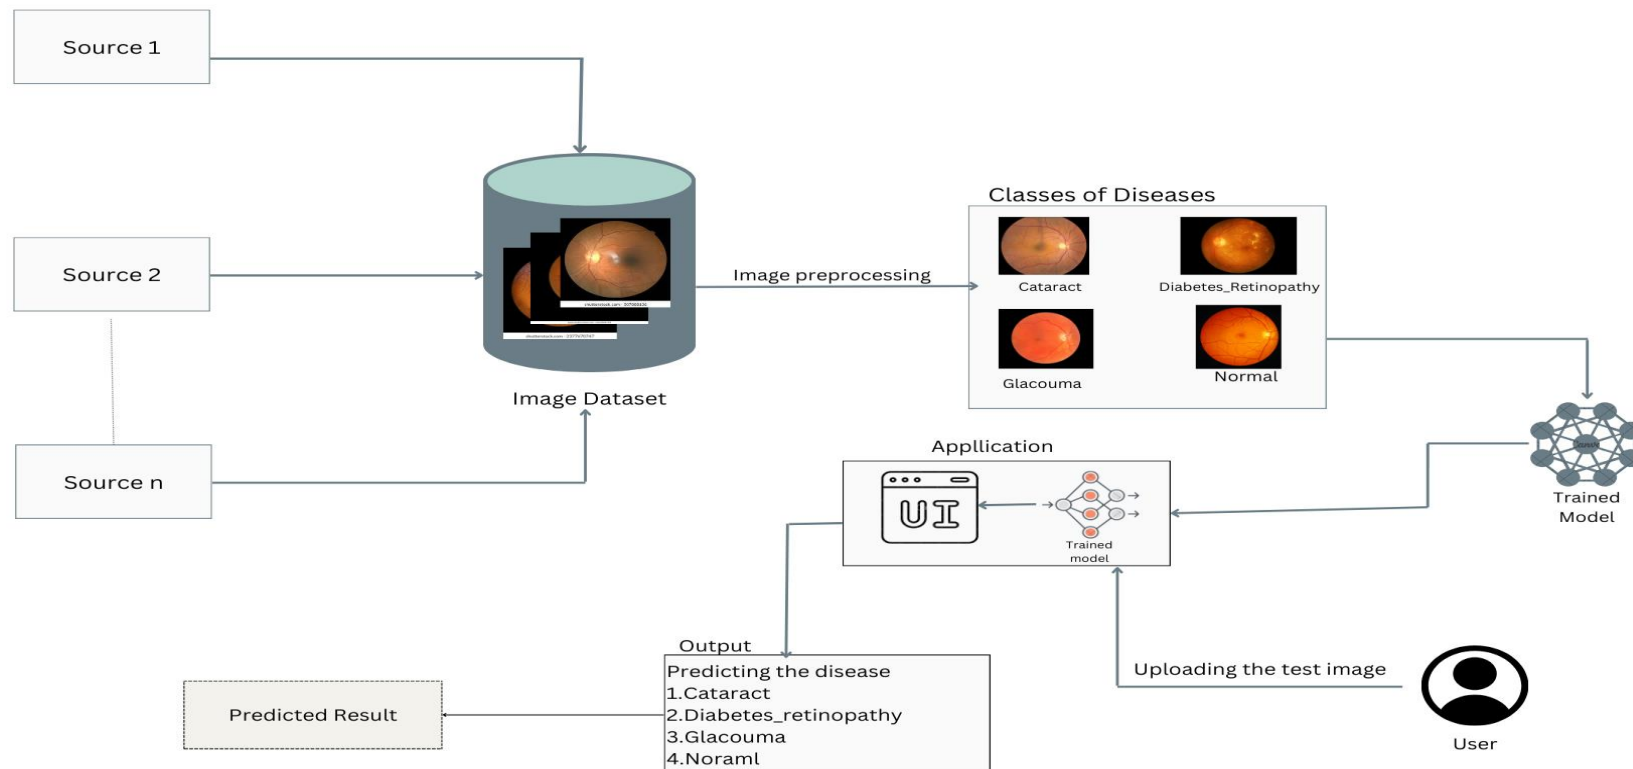 Source 1
Source 2
Source n
Image Dataset
Image preprocessing
Classes of Diseases
Cataract
Diabetes_Retinopathy
Glacouma
Normal
Trained
Model
Appllication
UI
Trained
model
Uploading the test image
User
Output
Predicting the disease
1.Cataract
2.Diabetes_retinopathy
3.Glacouma
4.Noraml
Predicted Result